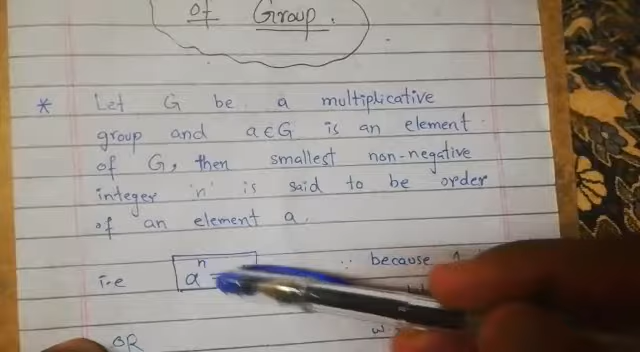 of Group.
* Let G be a multiplicative
group and a∈G is an element
of G, then smallest non-negative
integer 'n' is said to be order
of an element a.
i.e aⁿ = ∵ because
OR